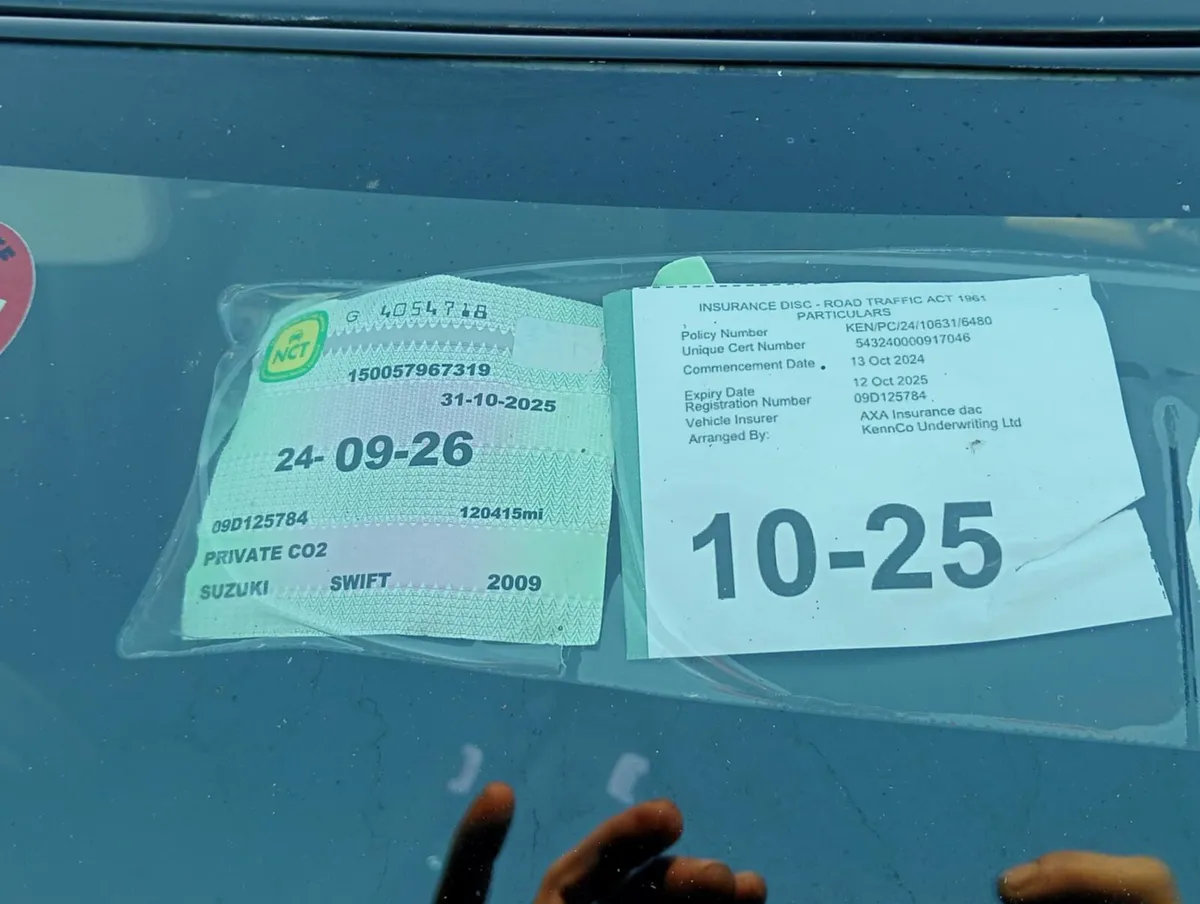 G 4054718
NCT
150057967319
31-10-2025
24-09-26
09D125784 120415mi
PRIVATE CO2
SUZUKI SWIFT 2009
INSURANCE DISC - ROAD TRAFFIC ACT 1961
PARTICULARS
Policy Number KEN/PC/24/10631/6480
Unique Cert Number 543240000917046
Commencement Date 13 Oct 2024
Expiry Date 12 Oct 2025
Registration Number 09D125784
Vehicle Insurer AXA Insurance dac
Arranged By: KennCo Underwriting Ltd
10-25